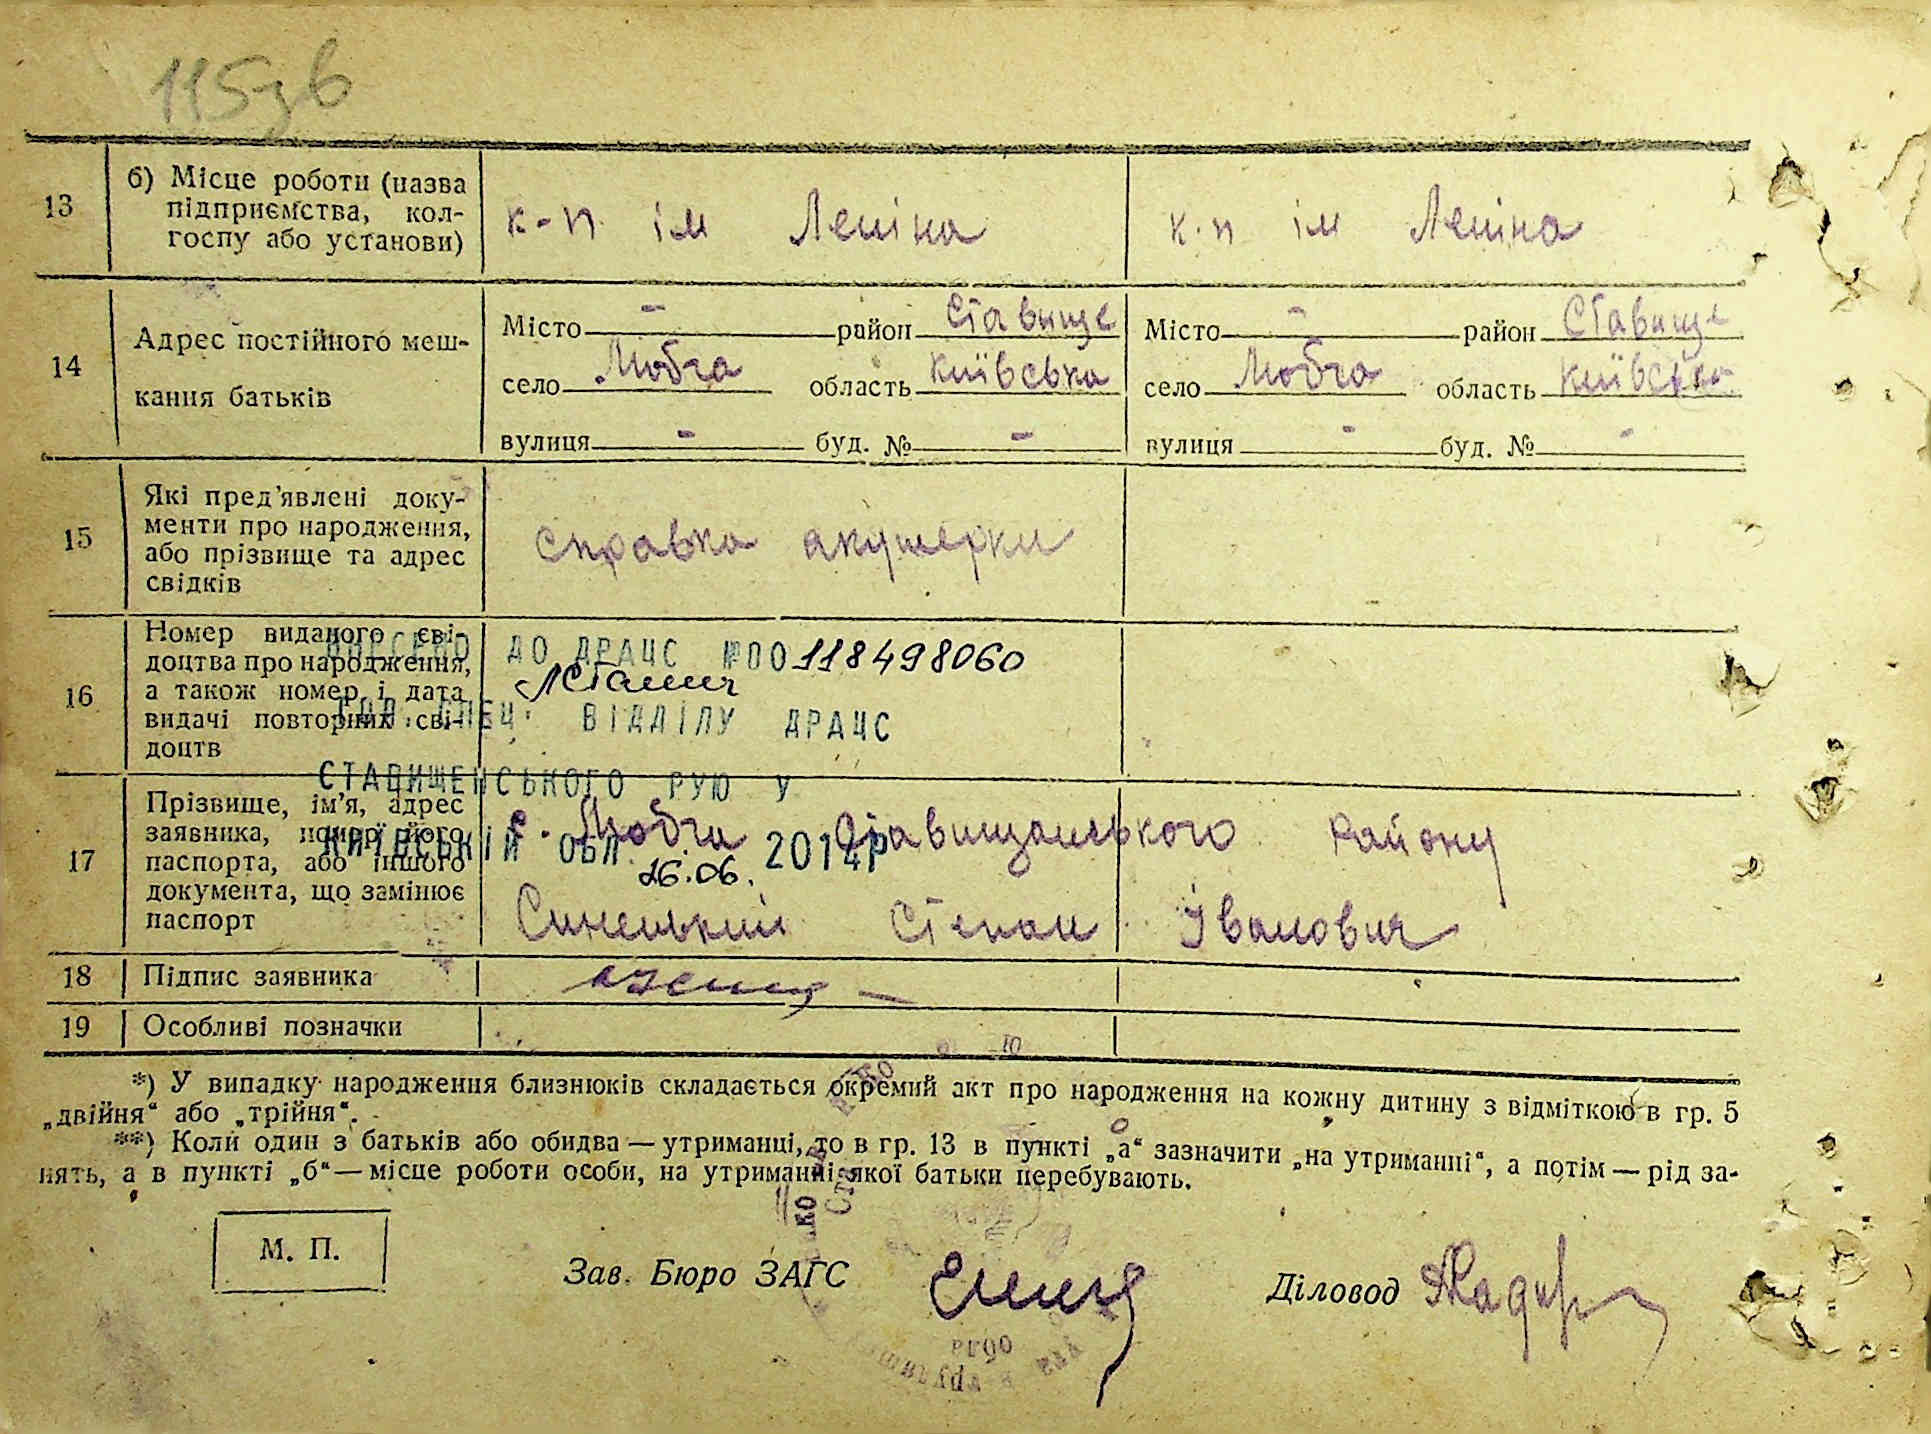 115зв
13
б) Місце роботи (назва
підприємства, кол-
госпу або установи)
к-п ім Леніна
к-п ім Леніна
14
Адрес постійного меш-
кання батьків
Місто - район Ставище
село Любча область Київська
вулиця - буд. № -
Місто - район Ставище
село Любча область Київська
вулиця - буд. № -
15
Які пред'явлені доку-
менти про народження,
або прізвище та адрес
свідків
справка акушерки
16
Номер виданого сві-
доцтва про народження,
а також номер і дата
видачі повторних сві-
доцтв
ВНЕСЕНО ДО ДРАЦС №00118498060
СПЕЦ. ВІДДІЛУ ДРАЦС
СТАВИЩЕНСЬКОГО РУЮ У
КИЇВСЬКІЙ ОБЛ. 16.06. 2014р
17
Прізвище, ім'я, адрес
заявника, номер його
паспорта, або іншого
документа, що замінює
паспорт
с. Любча Ставищанського району
Синецький Степан Іванович
18
Підпис заявника
19
Особливі позначки
*) У випадку народження близнюків складається окремий акт про народження на кожну дитину з відміткою в гр. 5
„двійня“ або „трійня“.
**) Коли один з батьків або обидва — утриманці, то в гр. 13 в пункті „а“ зазначити „на утриманні“, а потім — рід за-
нять, а в пункті „б“ — місце роботи особи, на утриманні якої батьки перебувають.
М. П.
Зав. Бюро ЗАГС
Діловод